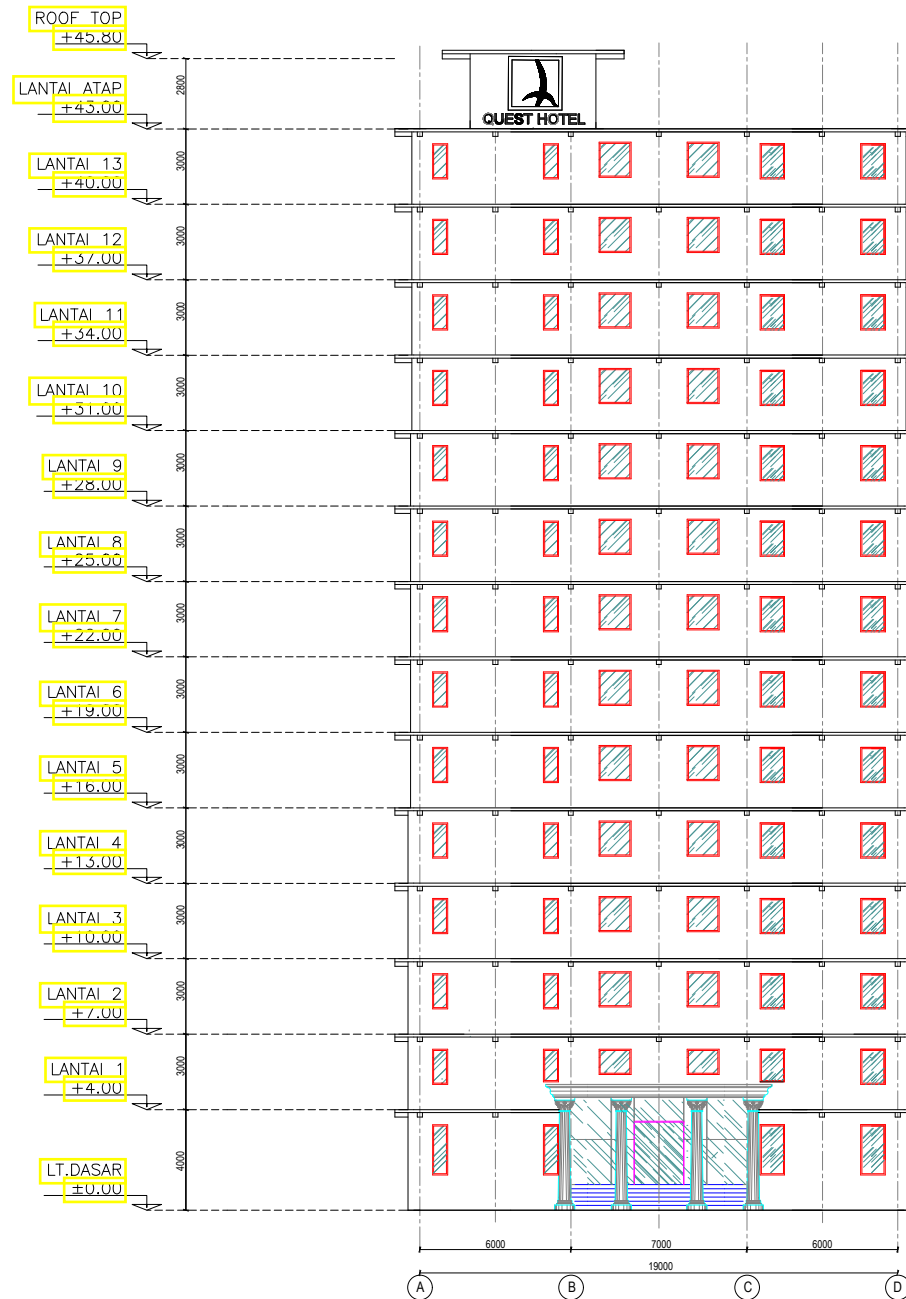 ROOF TOP
+45.80
2800
QUEST HOTEL
LANTAI ATAP
+43.00
3000
LANTAI 13
+40.00
3000
LANTAI 12
+37.00
3000
LANTAI 11
+34.00
3000
LANTAI 10
+31.00
3000
LANTAI 9
+28.00
3000
LANTAI 8
+25.00
3000
LANTAI 7
+22.00
3000
LANTAI 6
+19.00
3000
LANTAI 5
+16.00
3000
LANTAI 4
+13.00
3000
LANTAI 3
+10.00
3000
LANTAI 2
+7.00
3000
LANTAI 1
+4.00
4000
LT.DASAR
±0.00
6000 7000 6000
19000
A B C D